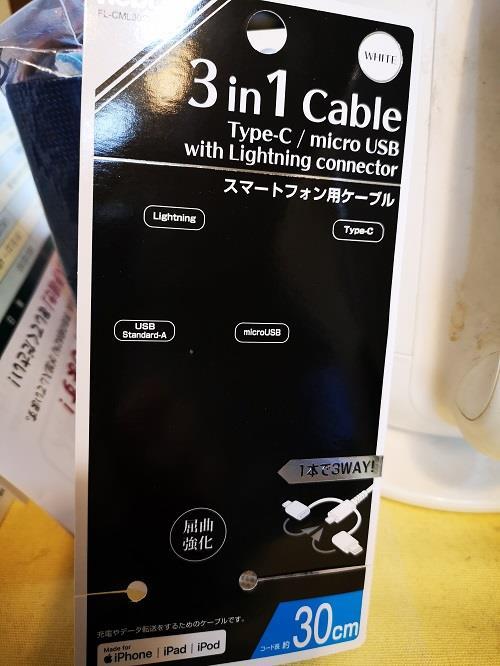 WHITE
3 in 1 Cable
Type-C / micro USB
with Lightning connector
スマートフォン用ケーブル
Lightning
Type-C
USB
Standard-A
microUSB
1本で3WAY!
屈曲
強化
充電やデータ転送をするためのケーブルです。
Made for
iPhone | iPad | iPod
コード長 約 30cm